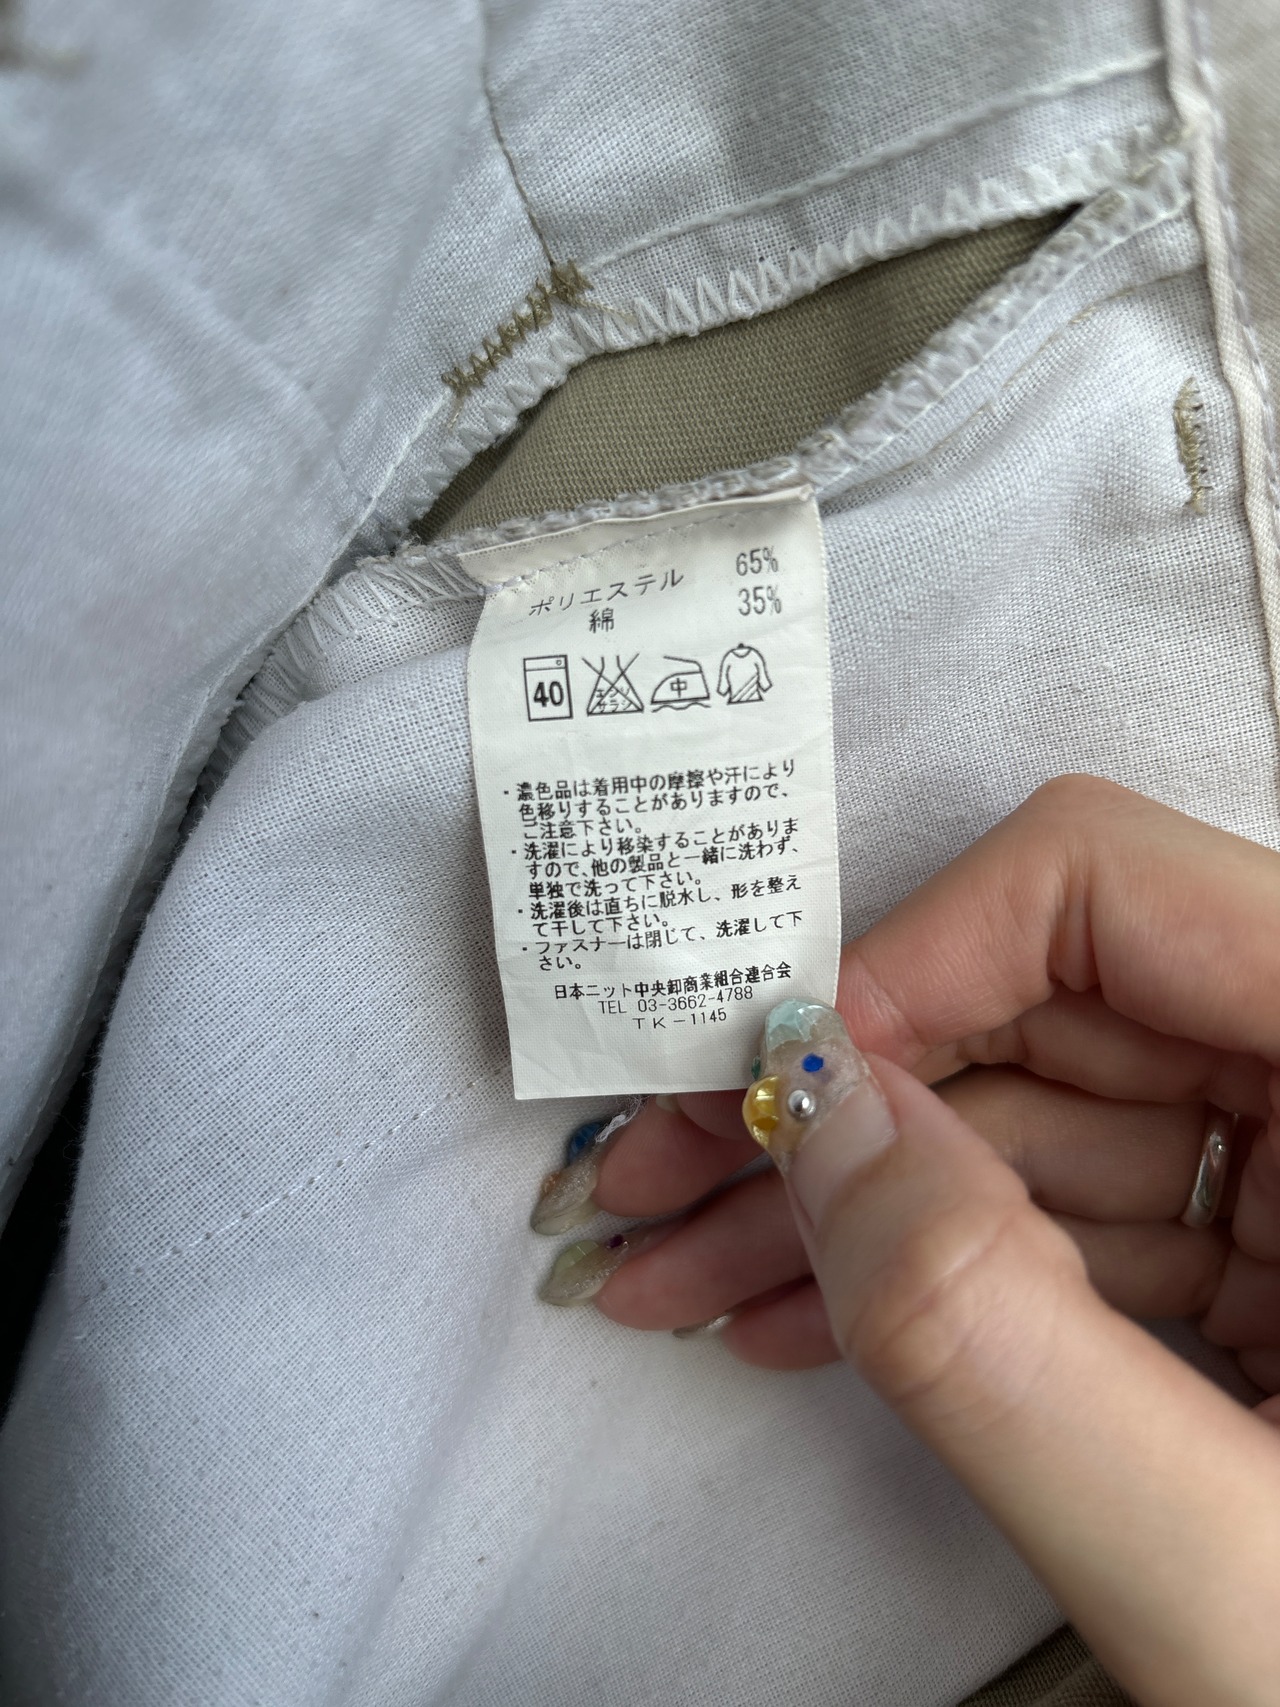 ポリエステル 65%
綿 35%
40 エンソ サラシ 中
・濃色品は着用中の摩擦や汗により
色移りすることがありますので、
ご注意下さい。
・洗濯により移染することがありま
すので、他の製品と一緒に洗わず、
単独で洗って下さい。
・洗濯後は直ちに脱水し、形を整え
て干して下さい。
・ファスナーは閉じて、洗濯して下
さい。
日本ニット中央卸商業組合連合会
TEL 03-3662-4788
TK-1145